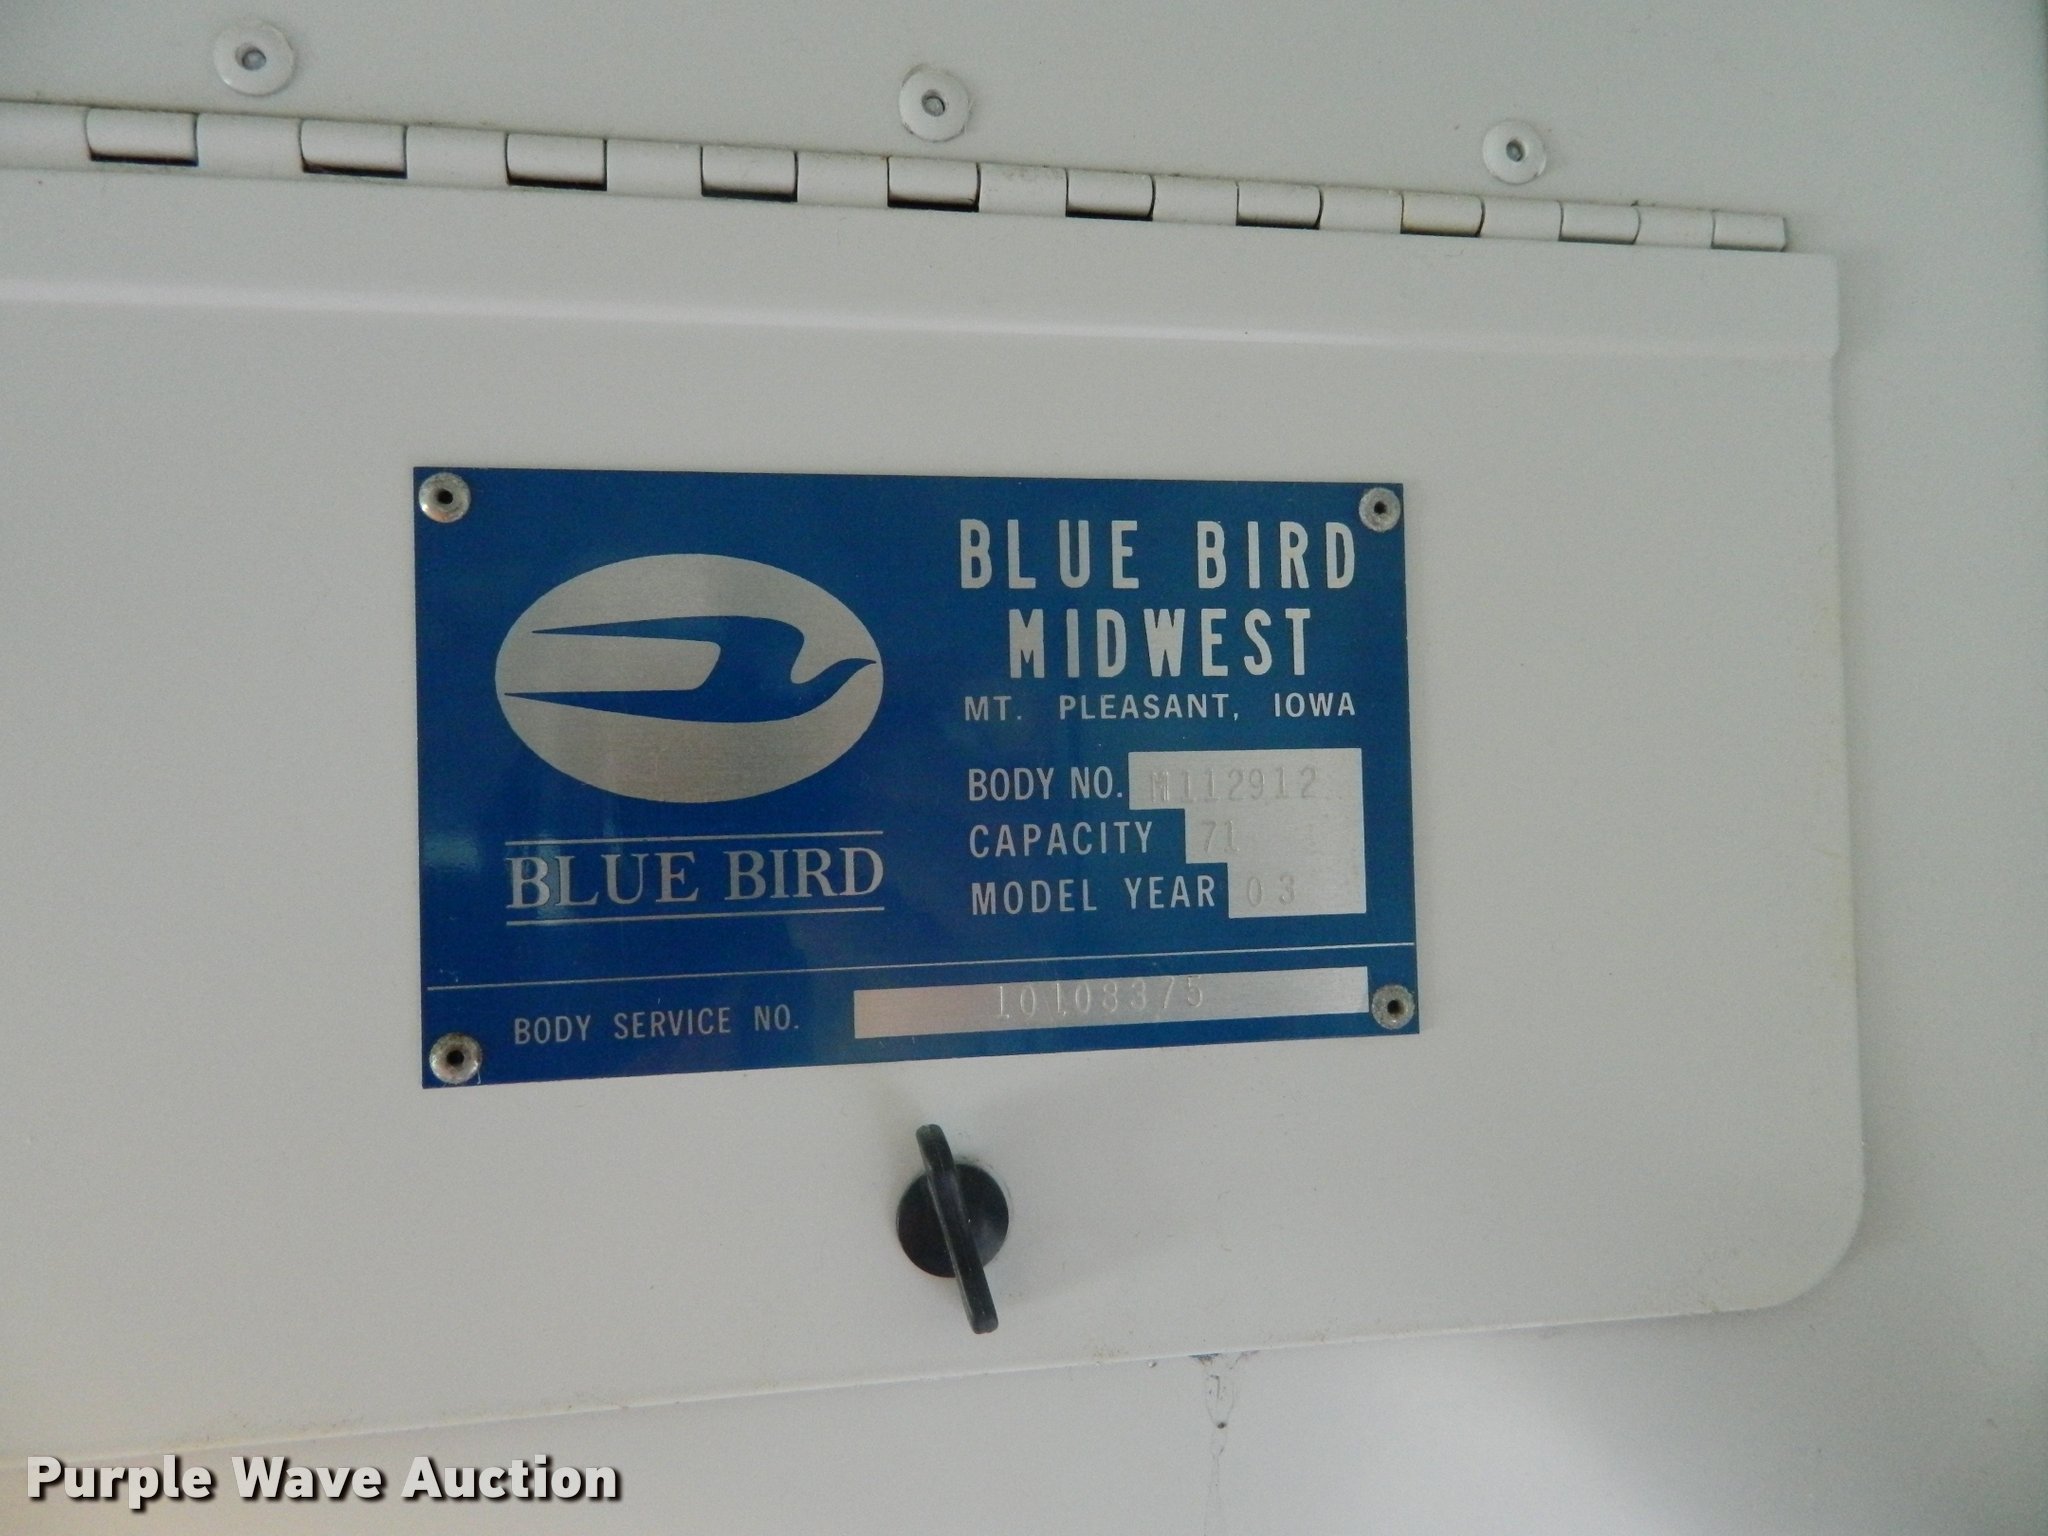 BLUE BIRD
MIDWEST
MT. PLEASANT, IOWA
BODY NO. M112912
CAPACITY 71
MODEL YEAR 03
BLUE BIRD
BODY SERVICE NO. 10108375
Purple Wave Auction